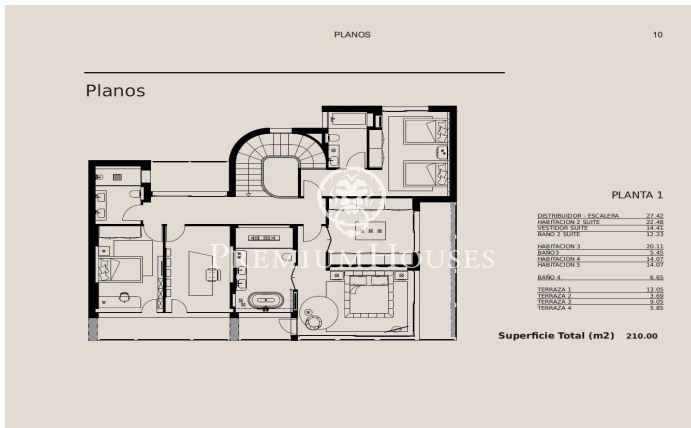 PLANOS
10
Planos
PREMIUM HOUSES
PLANTA 1
DISTRIBUIDOR - ESCALERA 27.42
HABITACION 2 SUITE 22.48
VESTIDOR SUITE 14.41
BAÑO 2 SUITE 12.23
HABITACION 3 20.11
BAÑO3 5.45
HABITACION 4 14.07
HABITACION 5 14.07
BAÑO 4 6.65
TERRAZA 1 13.05
TERRAZA 2 3.69
TERRAZA 3 9.05
TERRAZA 4 5.85
Superficie Total (m2) 210.00